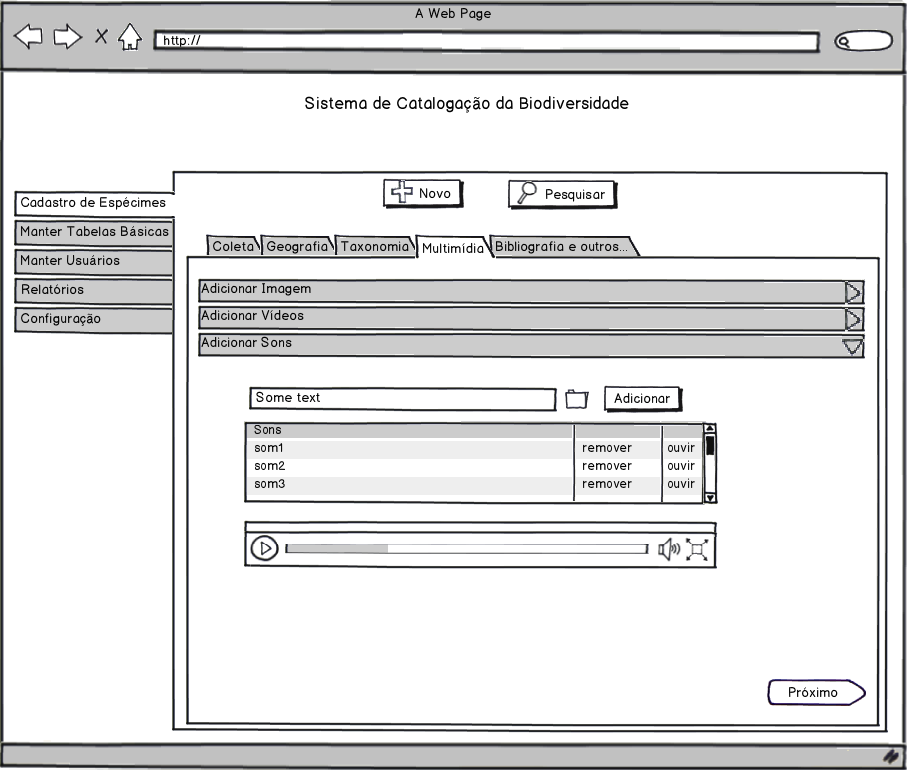 A Web Page
http://
Sistema de Catalogação da Biodiversidade
Novo
Pesquisar
Cadastro de Espécimes
Manter Tabelas Básicas
Manter Usuários
Relatórios
Configuração
Coleta Geografia Taxonomia Multimídia Bibliografia e outros...
Adicionar Imagem
Adicionar Vídeos
Adicionar Sons
Some text
Adicionar
Sons
som1 remover ouvir
som2 remover ouvir
som3 remover ouvir
Próximo